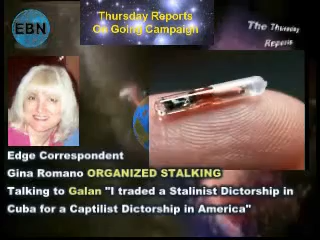 EBN
Thursday Reports
On Going Campaign
The Thursday
Reports
Edge Correspondent
Gina Romano ORGANIZED STALKING
Talking to Galan "I traded a Stalinist Dictorship in
Cuba for a Captilist Dictorship in America"